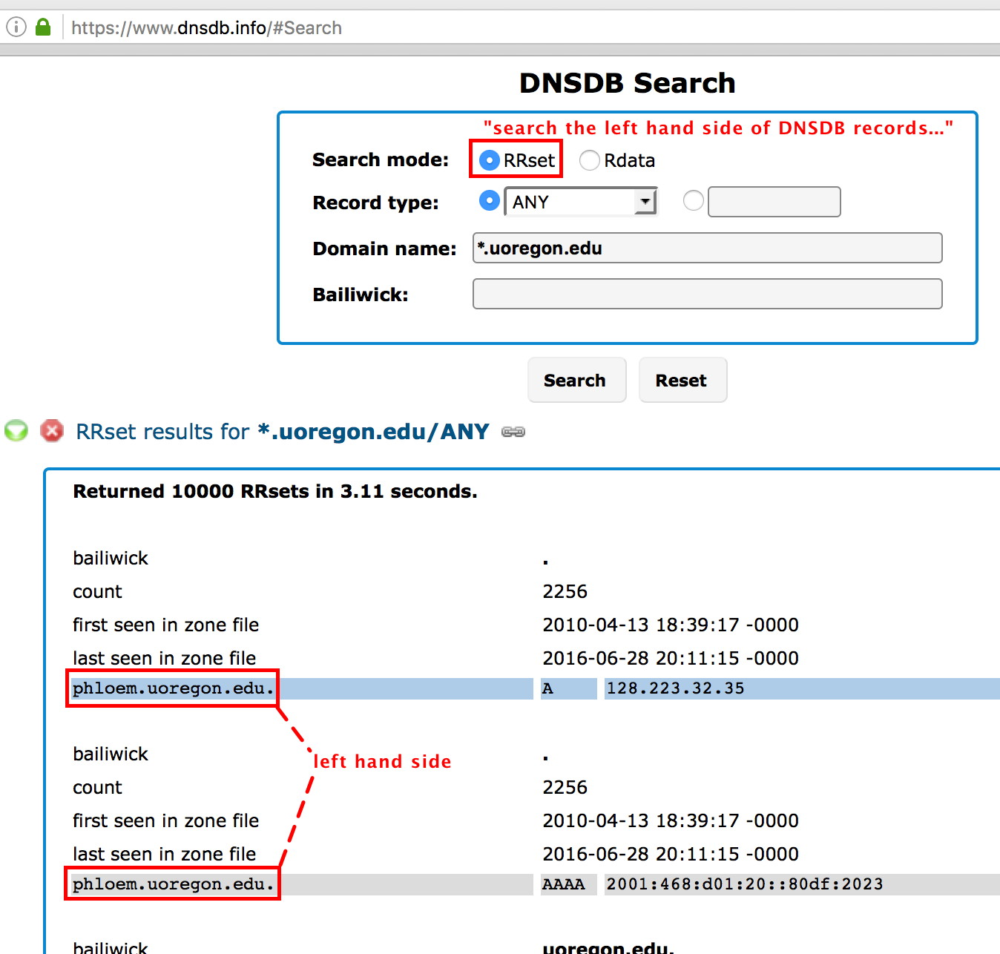 https://www.dnsdb.info/#Search
DNSDB Search
"search the left hand side of DNSDB records..."
Search mode: RRset Rdata
Record type: ANY
Domain name: *.uoregon.edu
Bailiwick:
Search Reset
RRset results for *.uoregon.edu/ANY
Returned 10000 RRsets in 3.11 seconds.
bailiwick .
count 2256
first seen in zone file 2010-04-13 18:39:17 -0000
last seen in zone file 2016-06-28 20:11:15 -0000
phloem.uoregon.edu. A 128.223.32.35
bailiwick .
left hand side
count 2256
first seen in zone file 2010-04-13 18:39:17 -0000
last seen in zone file 2016-06-28 20:11:15 -0000
phloem.uoregon.edu. AAAA 2001:468:d01:20::80df:2023
bailiwick uoregon.edu.